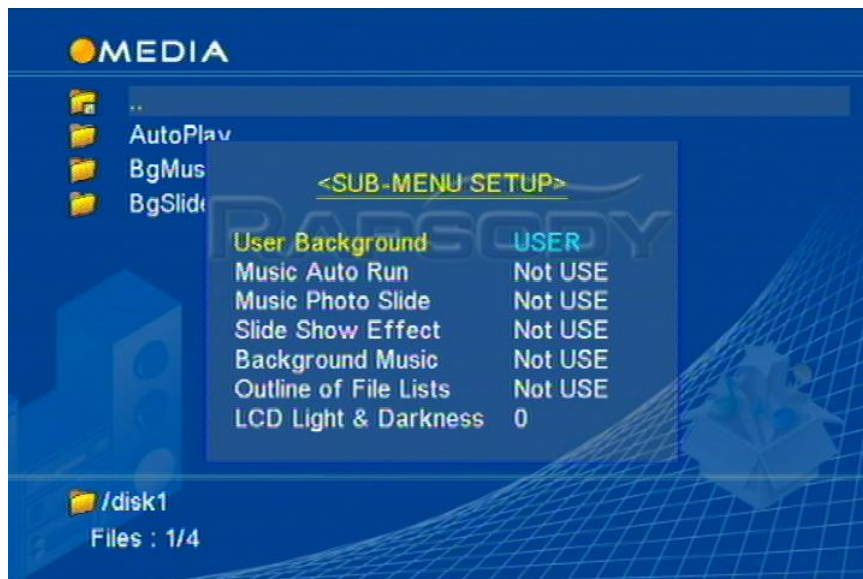 MEDIA
..
AutoPlay
BgMus
BgSlide
<SUB-MENU SETUP>
RAPSODY
User Background USER
Music Auto Run Not USE
Music Photo Slide Not USE
Slide Show Effect Not USE
Background Music Not USE
Outline of File Lists Not USE
LCD Light & Darkness 0
/disk1
Files : 1/4